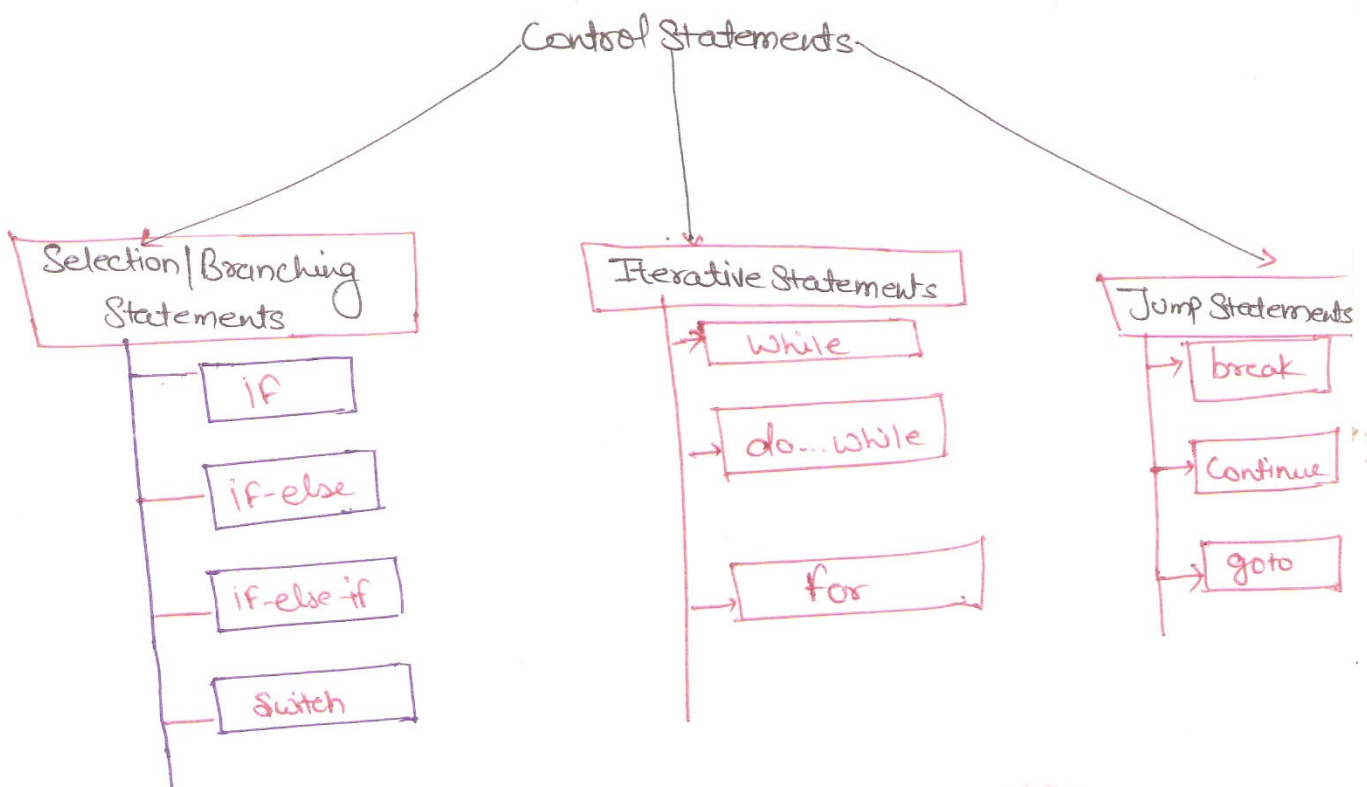 Control Statements
Selection/Branching
Statements
if
if-else
if-else-if
switch
Iterative Statements
while
do...while
for
Jump Statements
break
Continue
goto